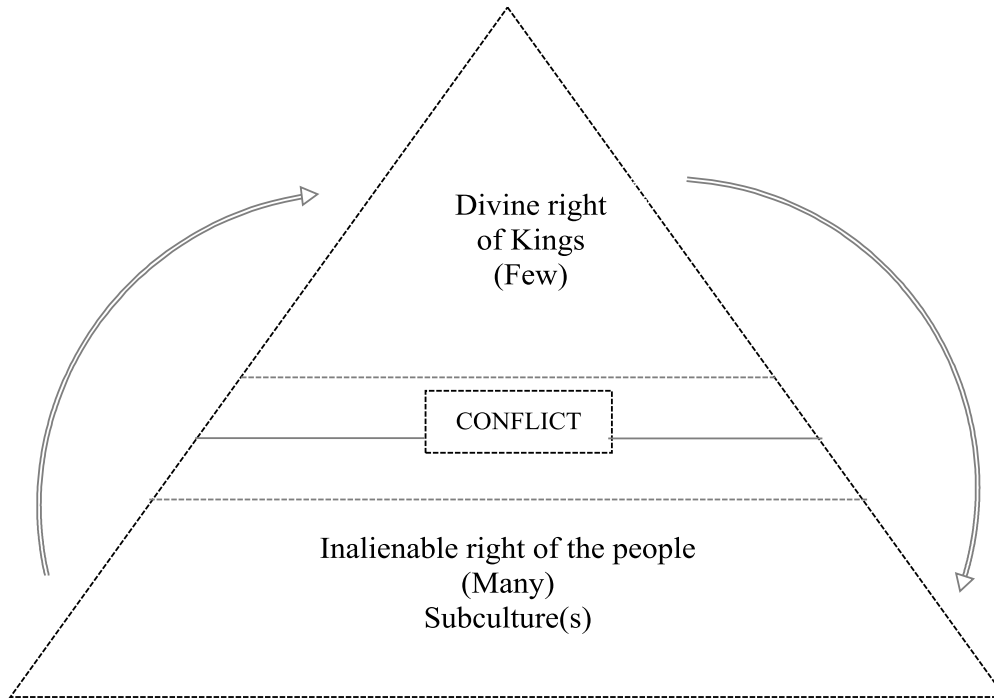 Divine right
of Kings
(Few)
CONFLICT
Inalienable right of the people
(Many)
Subculture(s)